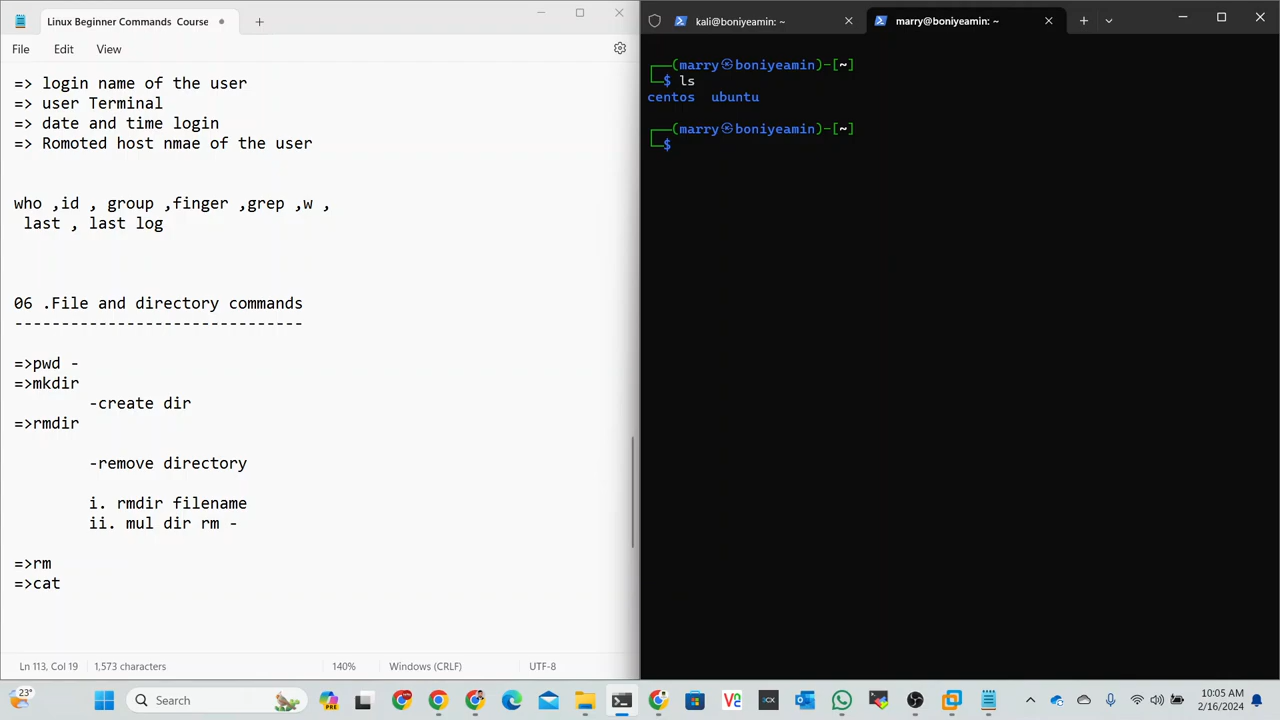 Linux Beginner Commands Course
File Edit View
=> login name of the user
=> user Terminal
=> date and time login
=> Romoted host nmae of the user
who ,id , group ,finger ,grep ,w ,
last , last log
06 .File and directory commands
-------------------------------
=>pwd -
=>mkdir
-create dir
=>rmdir
-remove directory
i. rmdir filename
ii. mul dir rm -
=>rm
=>cat
Ln 113, Col 19 1,573 characters 140% Windows (CRLF) UTF-8
kali@boniyeamin: ~ marry@boniyeamin: ~
┌──(marry㉿boniyeamin)-[~]
└─$ ls
centos ubuntu
┌──(marry㉿boniyeamin)-[~]
└─$
23° Search 10:05 AM
2/16/2024